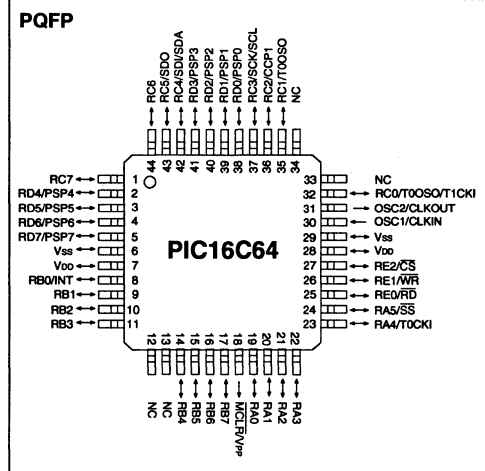 PQFP
RC6
RC5/SDO
RC4/SDI/SDA
RD3/PSP3
RD2/PSP2
RD1/PSP1
RD0/PSP0
RC3/SCK/SCL
RC2/CCP1
RC1/T0OSO
NC
44
43
42
41
40
39
38
37
36
35
34
RC7 1
RD4/PSP4 2
RD5/PSP5 3
RD6/PSP6 4
RD7/PSP7 5
Vss 6
VDD 7
RB0/INT 8
RB1 9
RB2 10
RB3 11
PIC16C64
33 NC
32 RC0/T0OSO/T1CKI
31 OSC2/CLKOUT
30 OSC1/CLKIN
29 Vss
28 VDD
27 RE2/CS
26 RE1/WR
25 RE0/RD
24 RA5/SS
23 RA4/T0CKI
12
13
14
15
16
17
18
19
20
21
22
NC
NC
RB4
RB5
RB6
RB7
MCLR/VPP
RA0
RA1
RA2
RA3